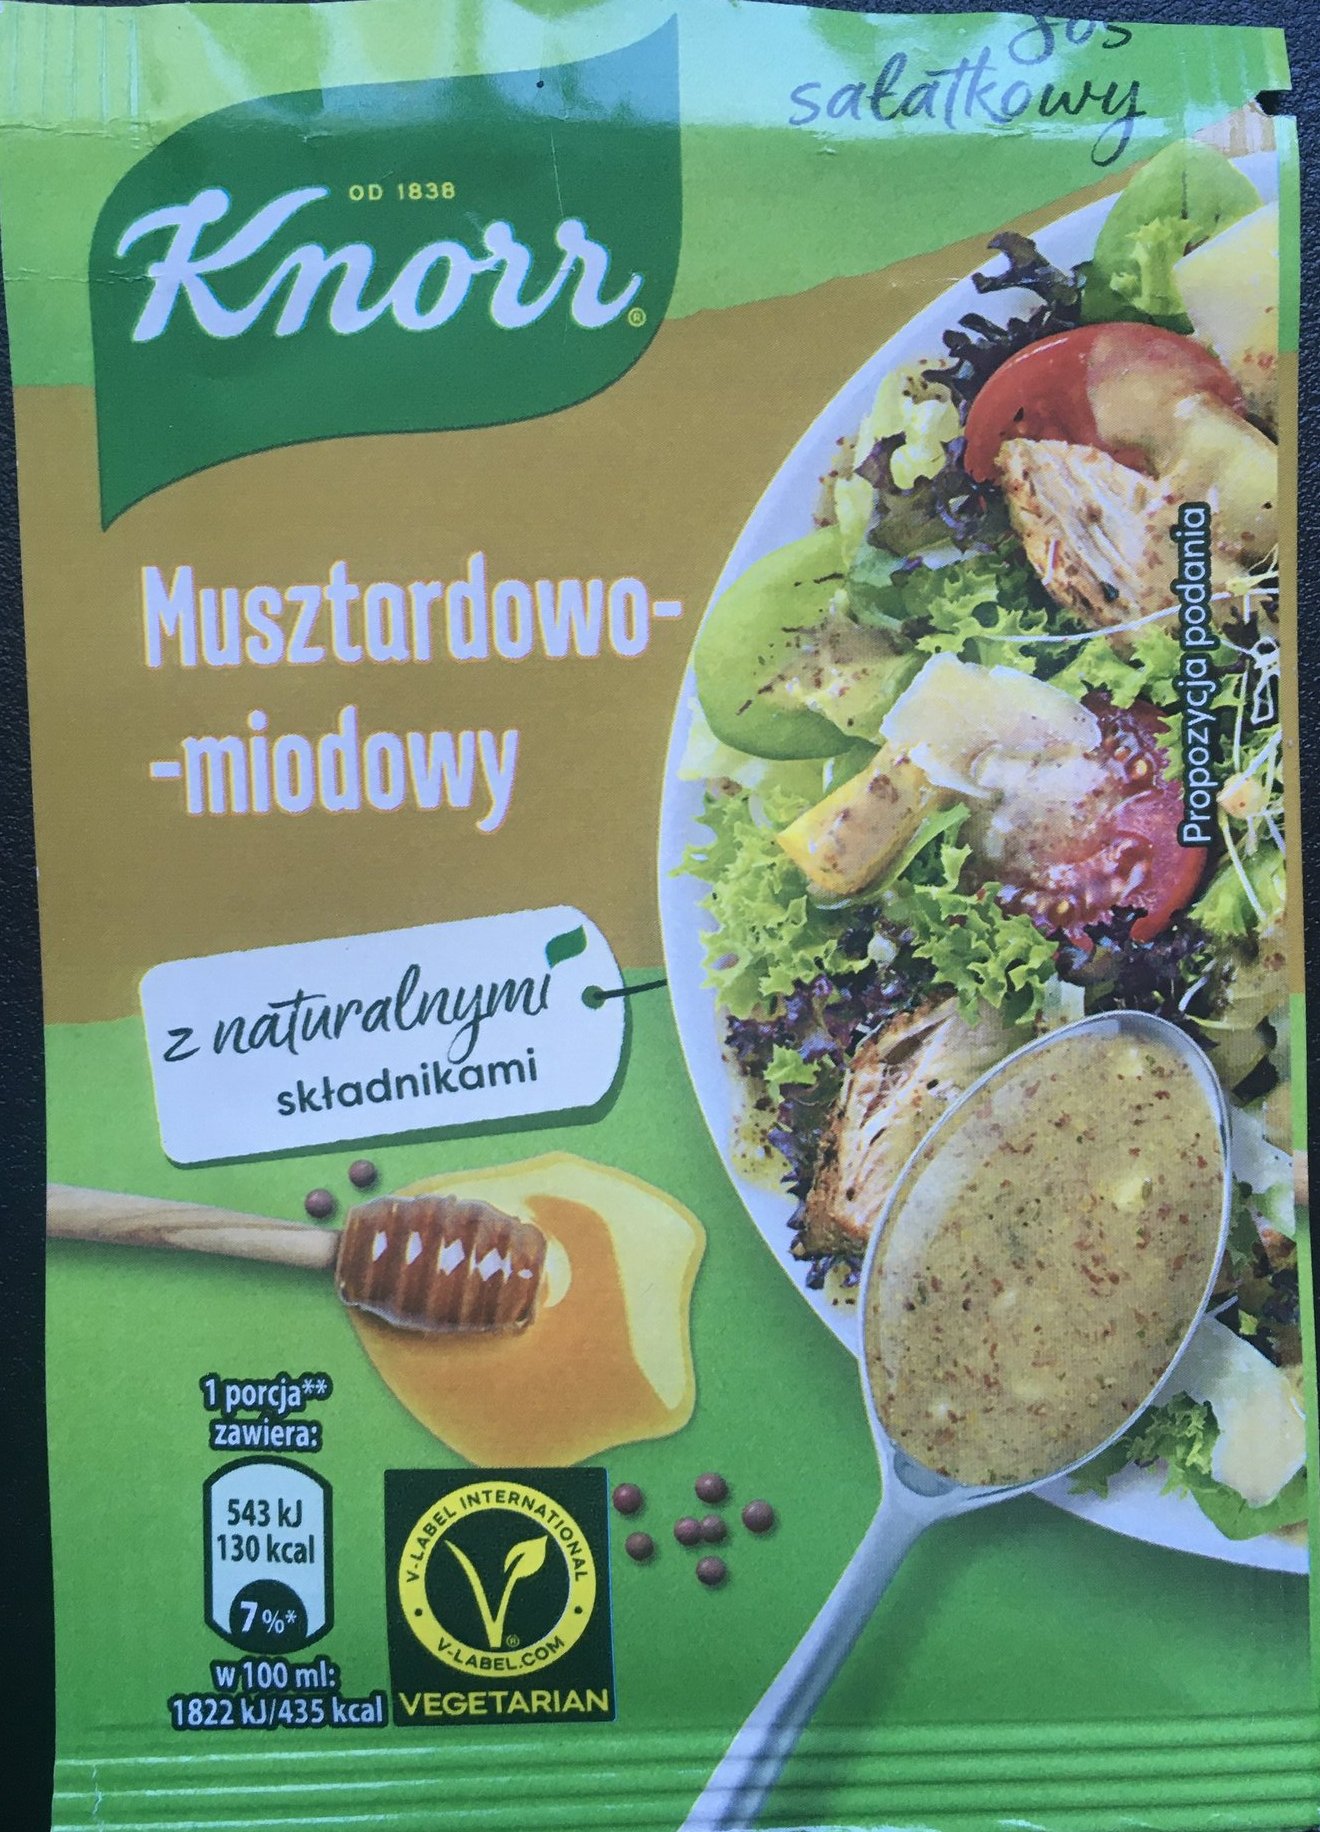 sos
sałatkowy
OD 1838
Knorr®
Musztardowo-
-miodowy
z naturalnymi
składnikami
Propozycja podania
1 porcja**
zawiera:
543 kJ
130 kcal
7%*
w 100 ml:
1822 kJ/435 kcal
V-LABEL INTERNATIONAL
V®
V-LABEL.COM
VEGETARIAN